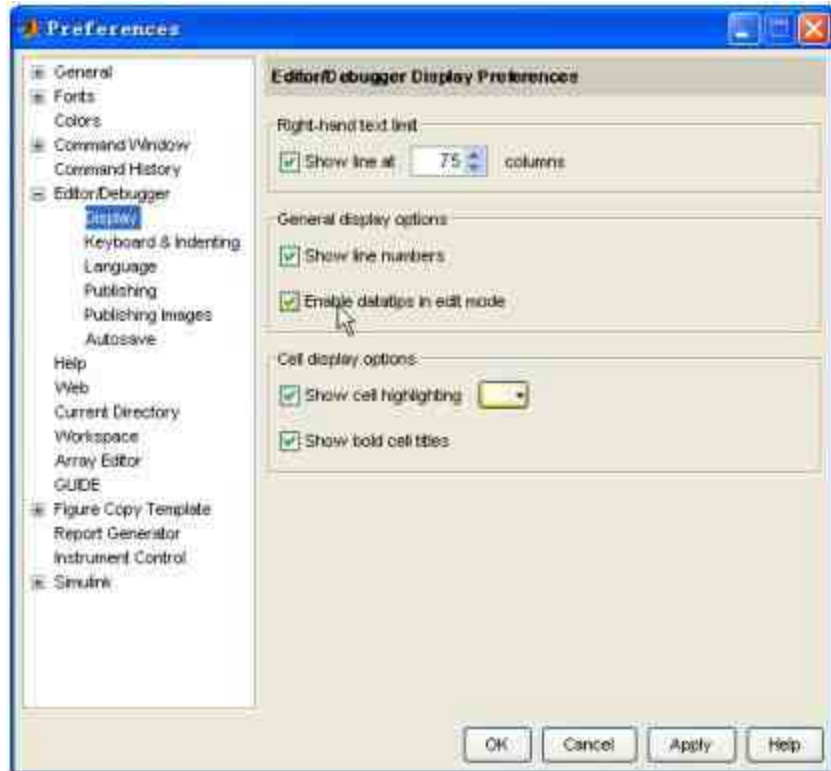 Preferences
General
Fonts
Colors
Command Window
Command History
Editor/Debugger
Display
Keyboard & Indenting
Language
Publishing
Publishing Images
Autosave
Help
Web
Current Directory
Workspace
Array Editor
GUIDE
Figure Copy Template
Report Generator
Instrument Control
Simulink
Editor/Debugger Display Preferences
Right-hand text limit
Show line at 75 columns
General display options
Show line numbers
Enable datatips in edit mode
Cell display options
Show cell highlighting
Show bold cell titles
OK Cancel Apply Help